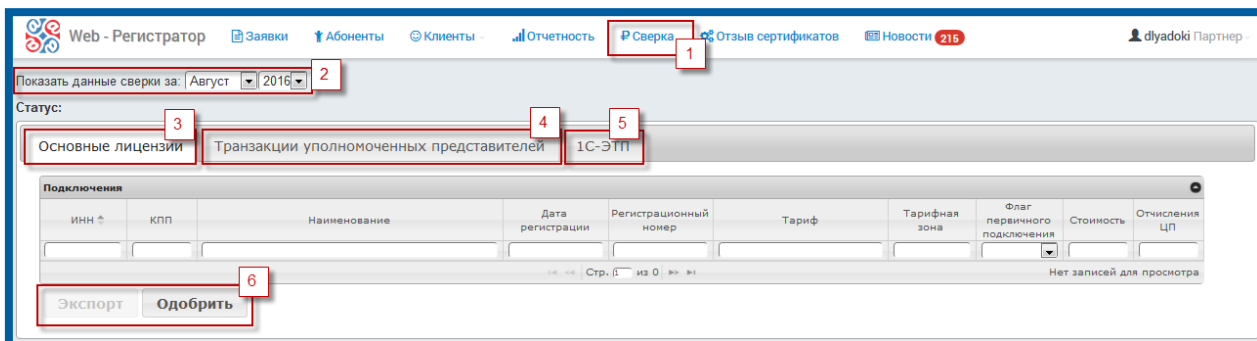 Web - Регистратор Заявки Абоненты Клиенты Отчетность Сверка Отзыв сертификатов Новости 215 dlyadoki Партнер
1
Показать данные сверки за: Август 2016 2
Статус:
3 4 5
Основные лицензии Транзакции уполномоченных представителей 1С-ЭТП
Подключения
ИНН КПП Наименование Дата регистрации Регистрационный номер Тариф Тарифная зона Флаг первичного подключения Стоимость Отчисления ЦП
Стр. 1 из 0 Нет записей для просмотра
6
Экспорт Одобрить